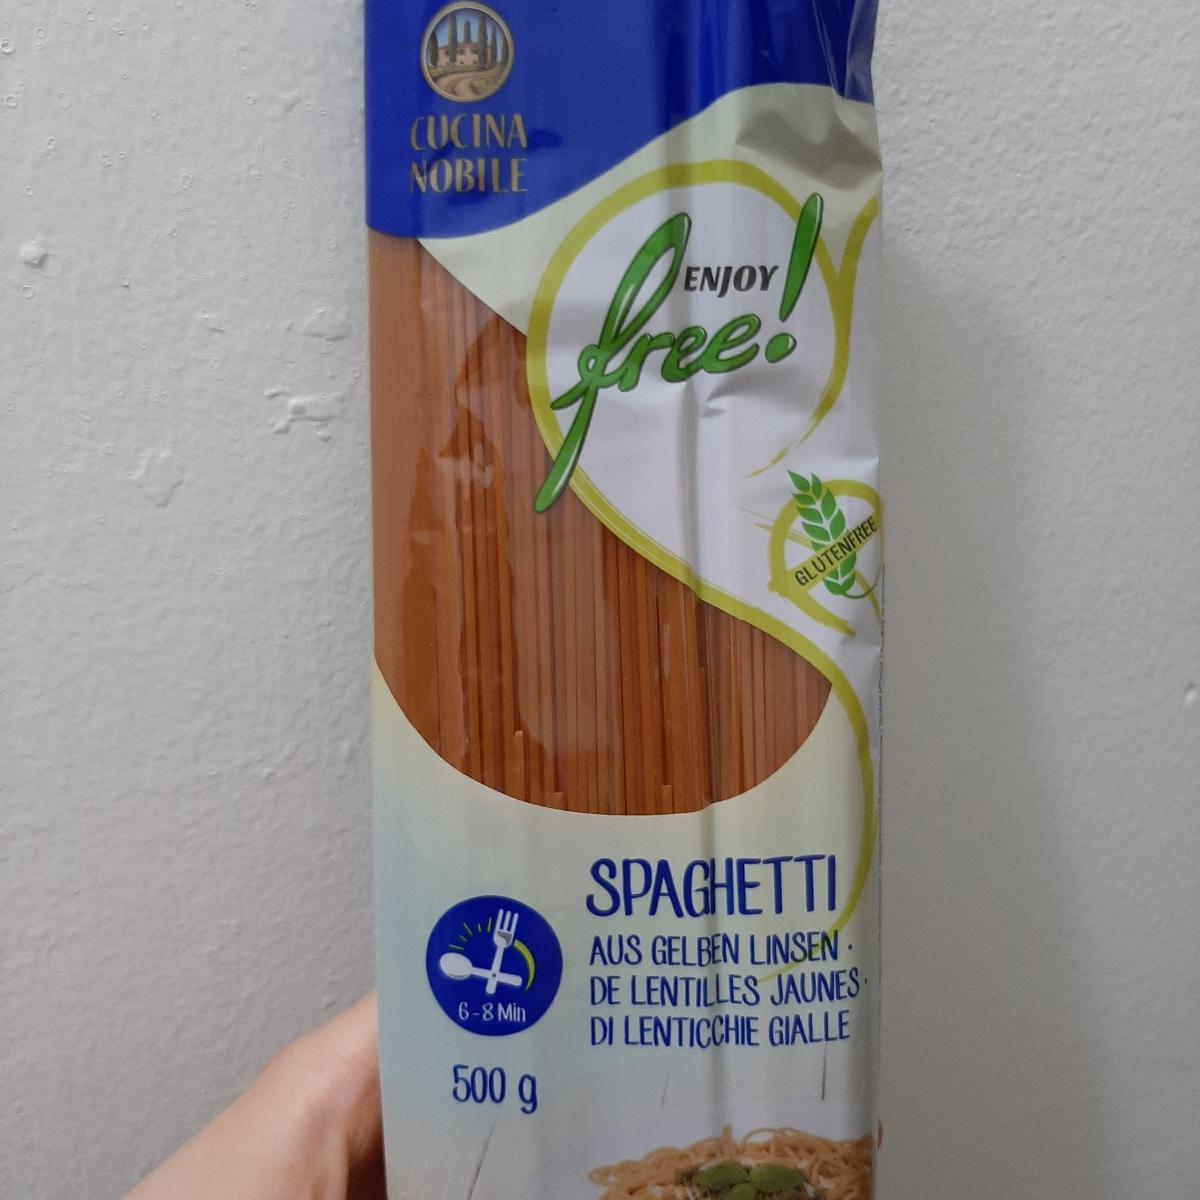 CUCINA
NOBILE
ENJOY
free!
GLUTENFREE
SPAGHETTI
AUS GELBEN LINSEN ·
DE LENTILLES JAUNES ·
DI LENTICCHIE GIALLE
6-8 Min
500 g